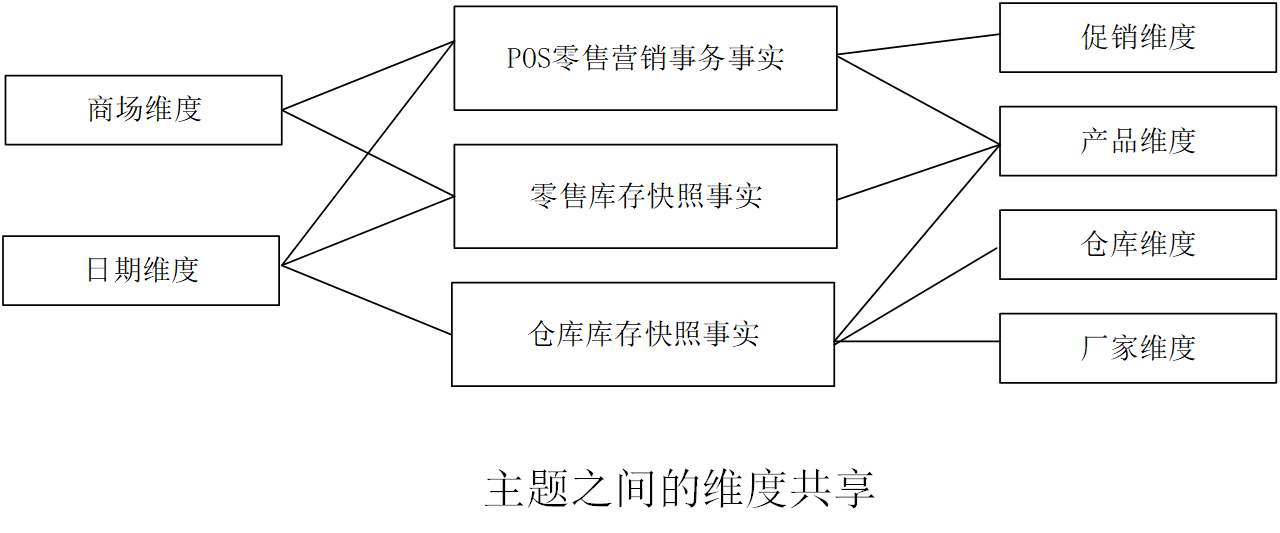 商场维度
日期维度
POS零售营销事务事实
零售库存快照事实
仓库库存快照事实
促销维度
产品维度
仓库维度
厂家维度
主题之间的维度共享